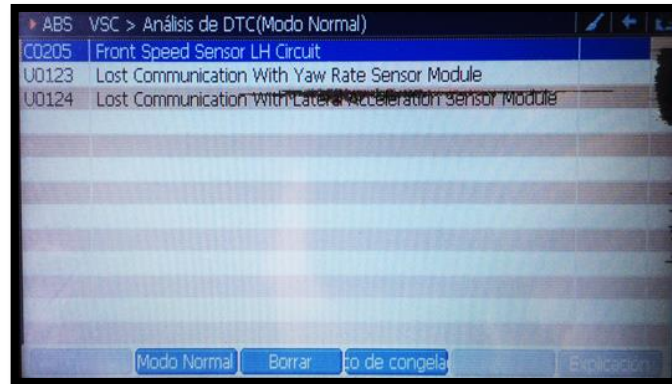 ABS VSC > Análisis de DTC(Modo Normal)
C0205 Front Speed Sensor LH Circuit
U0123 Lost Communication With Yaw Rate Sensor Module
U0124 Lost Communication With Lateral Acceleration Sensor Module
Modo Normal Borrar to de congela Explicación